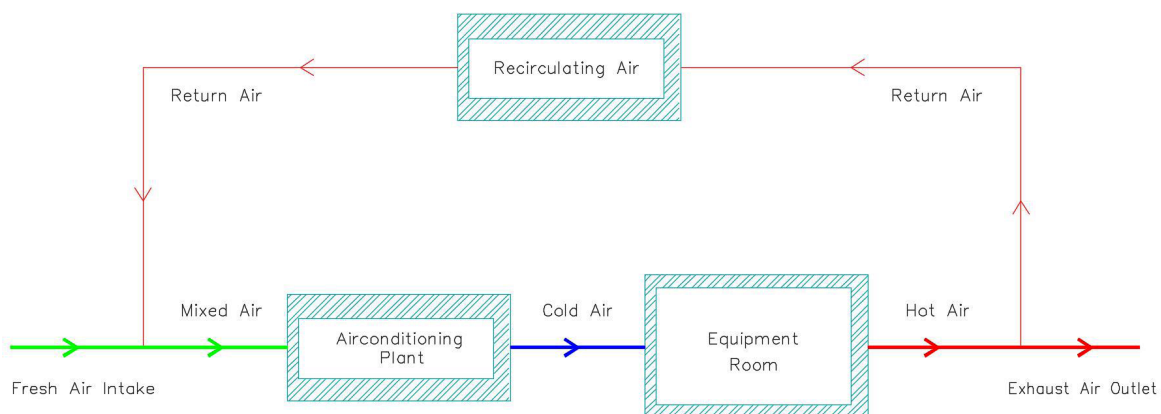 Recirculating Air
Return Air
Return Air
Mixed Air
Cold Air
Hot Air
Airconditioning
Plant
Equipment
Room
Fresh Air Intake
Exhaust Air Outlet